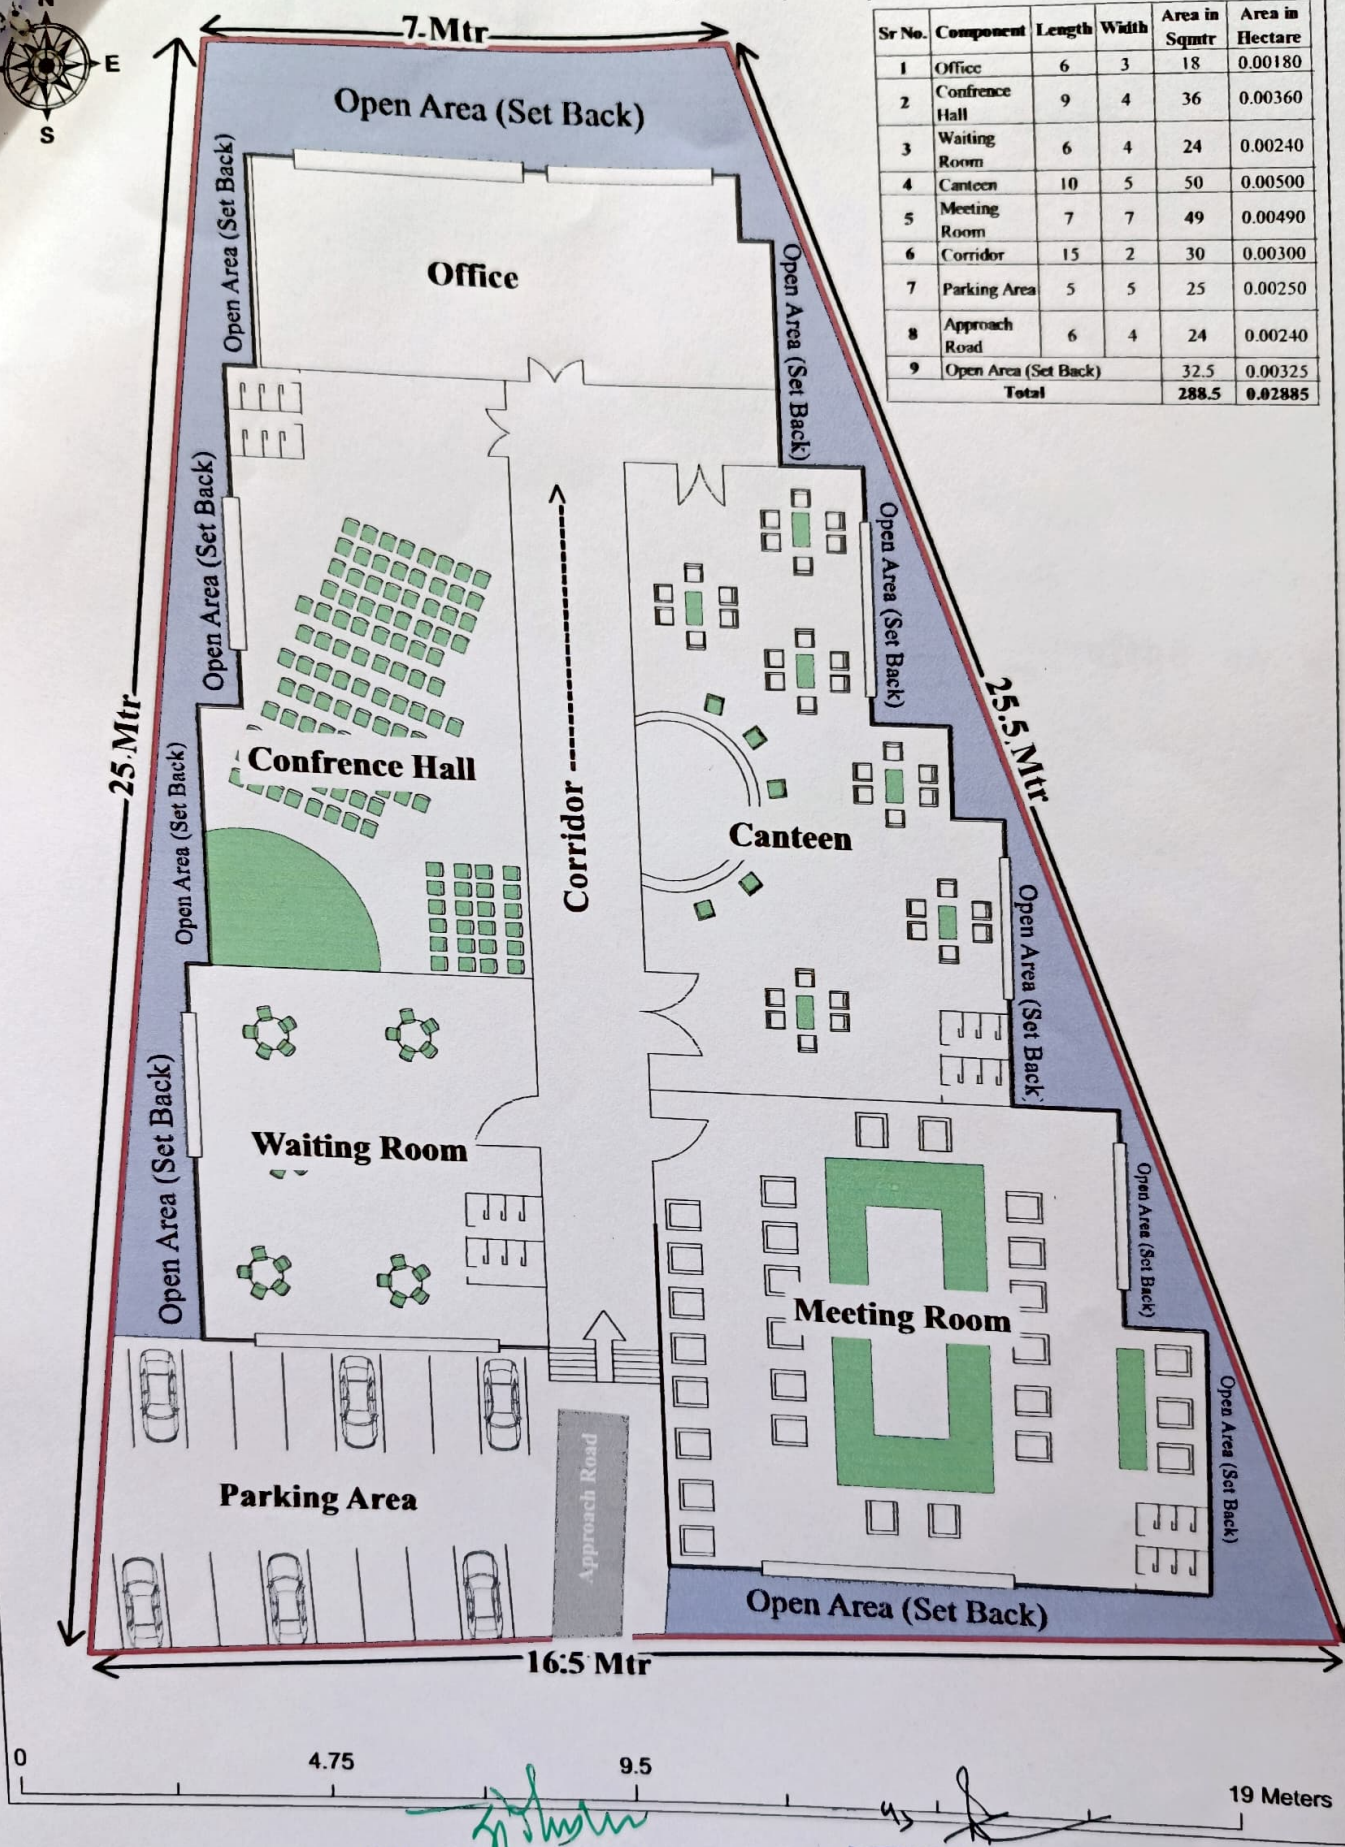 N
E
S
7 Mtr
Sr No. Component Length Width Area in Sqmtr Area in Hectare
1 Office 6 3 18 0.00180
2 Confrence Hall 9 4 36 0.00360
3 Waiting Room 6 4 24 0.00240
4 Canteen 10 5 50 0.00500
5 Meeting Room 7 7 49 0.00490
6 Corridor 15 2 30 0.00300
7 Parking Area 5 5 25 0.00250
8 Approach Road 6 4 24 0.00240
9 Open Area (Set Back) 32.5 0.00325
Total 288.5 0.02885
Open Area (Set Back)
Open Area (Set Back)
Office
Open Area (Set Back)
Open Area (Set Back)
Open Area (Set Back)
25 Mtr
25.5 Mtr
Confrence Hall
Corridor
Canteen
Open Area (Set Back)
Open Area (Set Back)
Open Area (Set Back)
Waiting Room
Open Area (Set Back)
Meeting Room
Open Area (Set Back)
Parking Area
Approach Road
Open Area (Set Back)
16.5 Mtr
0 4.75 9.5 19 Meters